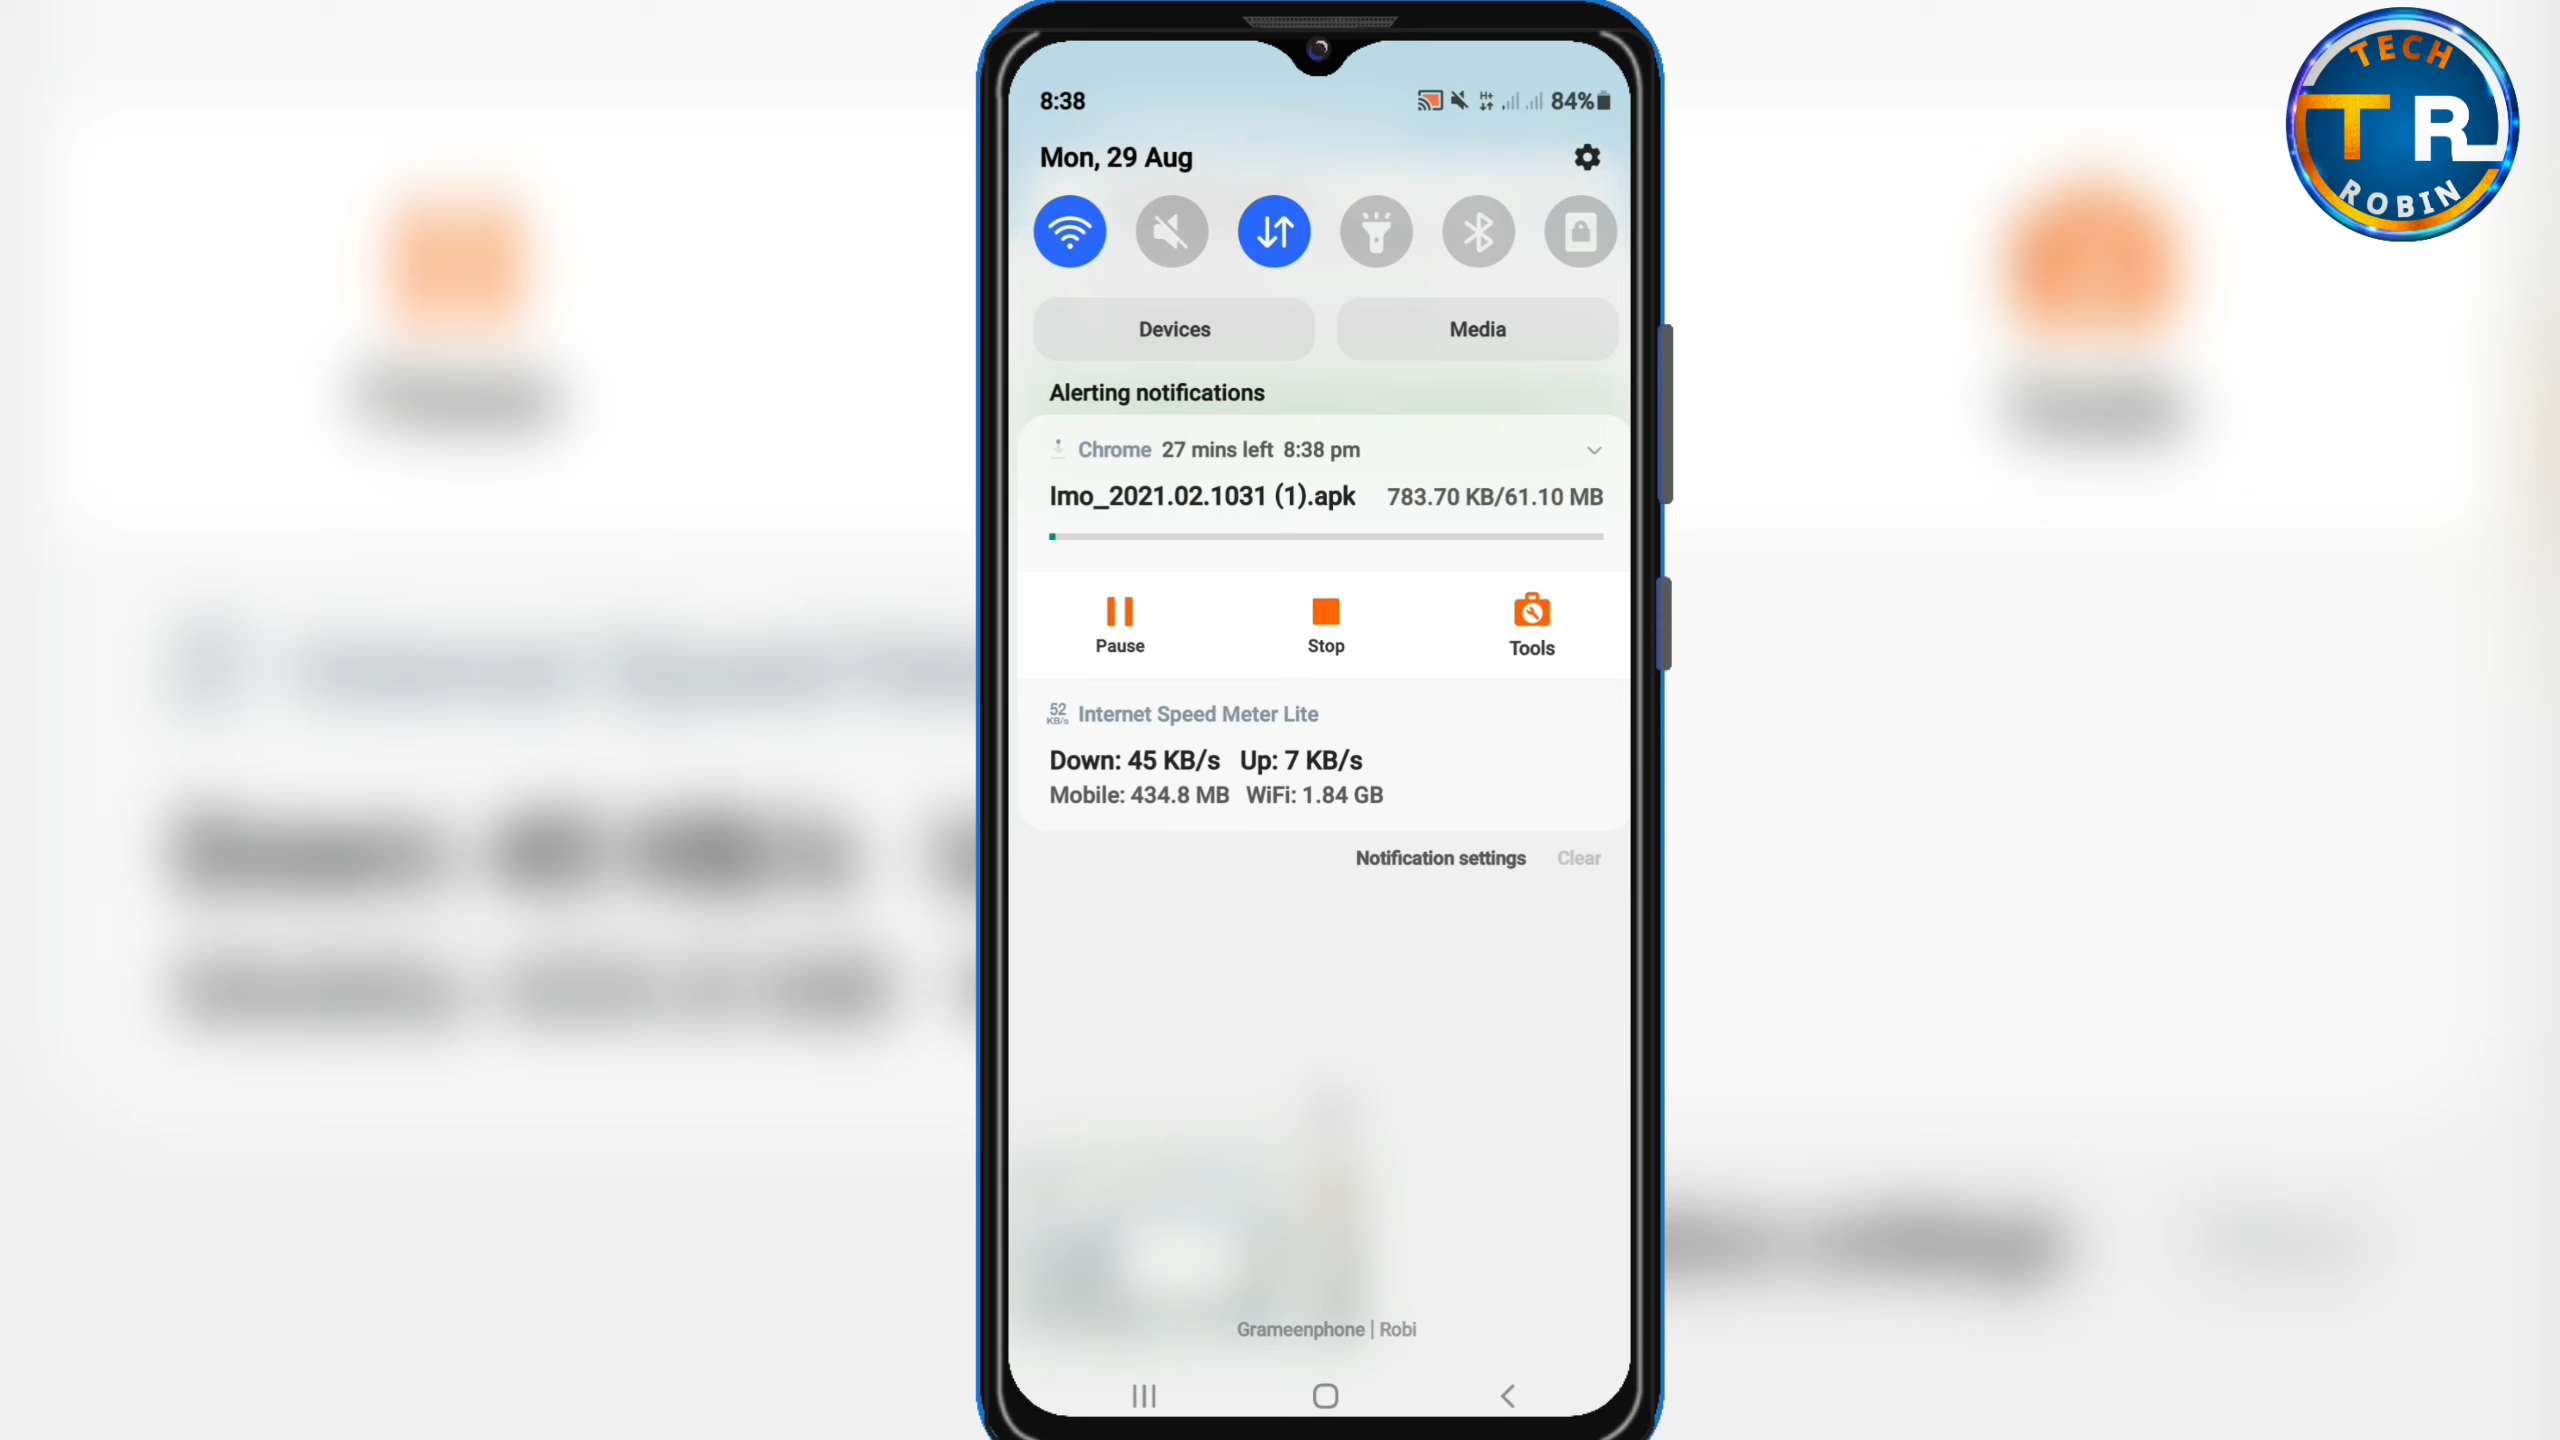 8:38
H+
84%
Mon, 29 Aug
Devices
Media
Alerting notifications
Chrome 27 mins left 8:38 pm
Imo_2021.02.1031 (1).apk 783.70 KB/61.10 MB
Pause
Stop
Tools
52 KB/s Internet Speed Meter Lite
Down: 45 KB/s Up: 7 KB/s
Mobile: 434.8 MB WiFi: 1.84 GB
Notification settings Clear
Grameenphone | Robi
TECH
TR
ROBIN